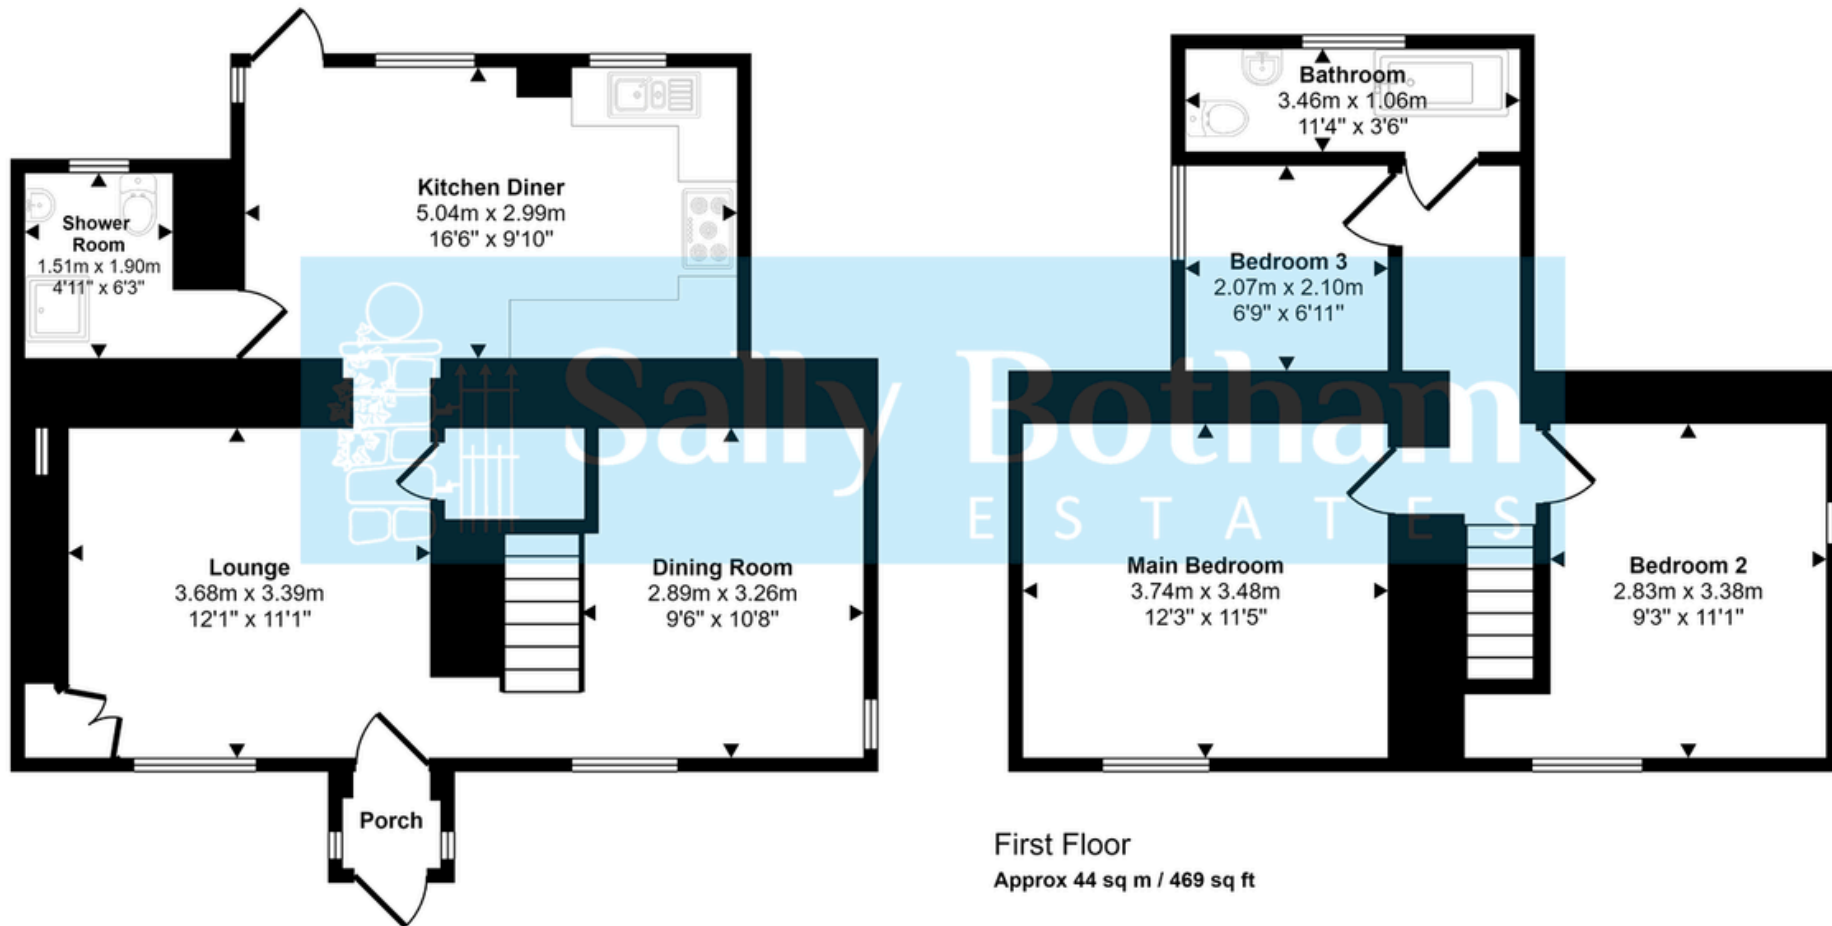 Kitchen Diner
5.04m x 2.99m
16'6" x 9'10"
Shower
Room
1.51m x 1.90m
4'11" x 6'3"
Lounge
3.68m x 3.39m
12'1" x 11'1"
Dining Room
2.89m x 3.26m
9'6" x 10'8"
Porch
Bathroom
3.46m x 1.06m
11'4" x 3'6"
Bedroom 3
2.07m x 2.10m
6'9" x 6'11"
Main Bedroom
3.74m x 3.48m
12'3" x 11'5"
Bedroom 2
2.83m x 3.38m
9'3" x 11'1"
Sally Botham
ESTATES
First Floor
Approx 44 sq m / 469 sq ft